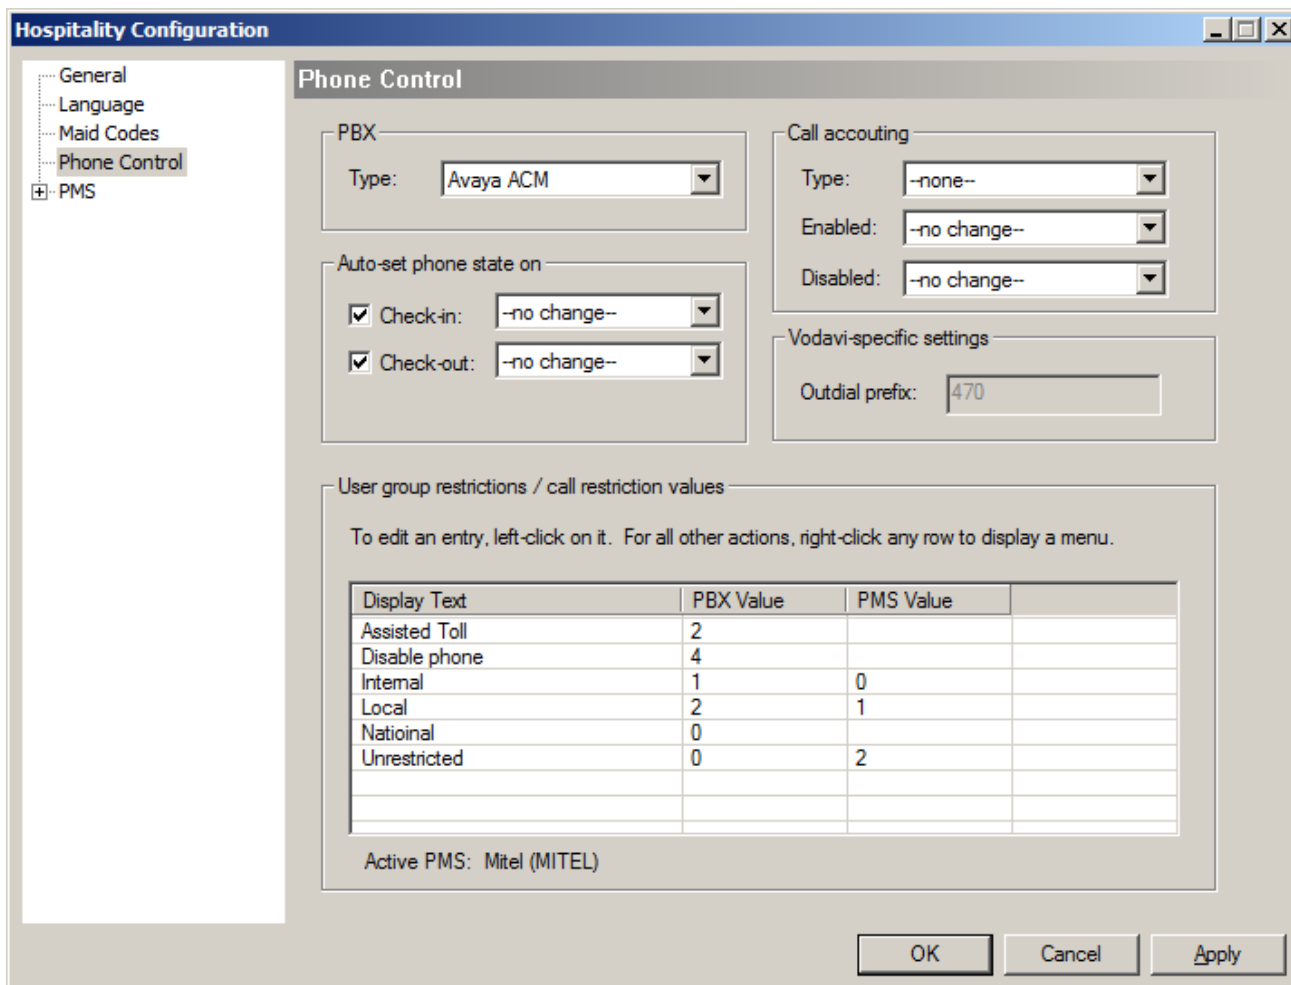 Hospitality Configuration
General
Language
Maid Codes
Phone Control
PMS
Phone Control
PBX
Type: Avaya ACM
Auto-set phone state on
Check-in: --no change--
Check-out: --no change--
Call accouting
Type: --none--
Enabled: --no change--
Disabled: --no change--
Vodavi-specific settings
Outdial prefix: 470
User group restrictions / call restriction values
To edit an entry, left-click on it. For all other actions, right-click any row to display a menu.
Display Text PBX Value PMS Value
Assisted Toll 2
Disable phone 4
Internal 1 0
Local 2 1
Natioinal 0
Unrestricted 0 2
Active PMS: Mitel (MITEL)
OK Cancel Apply